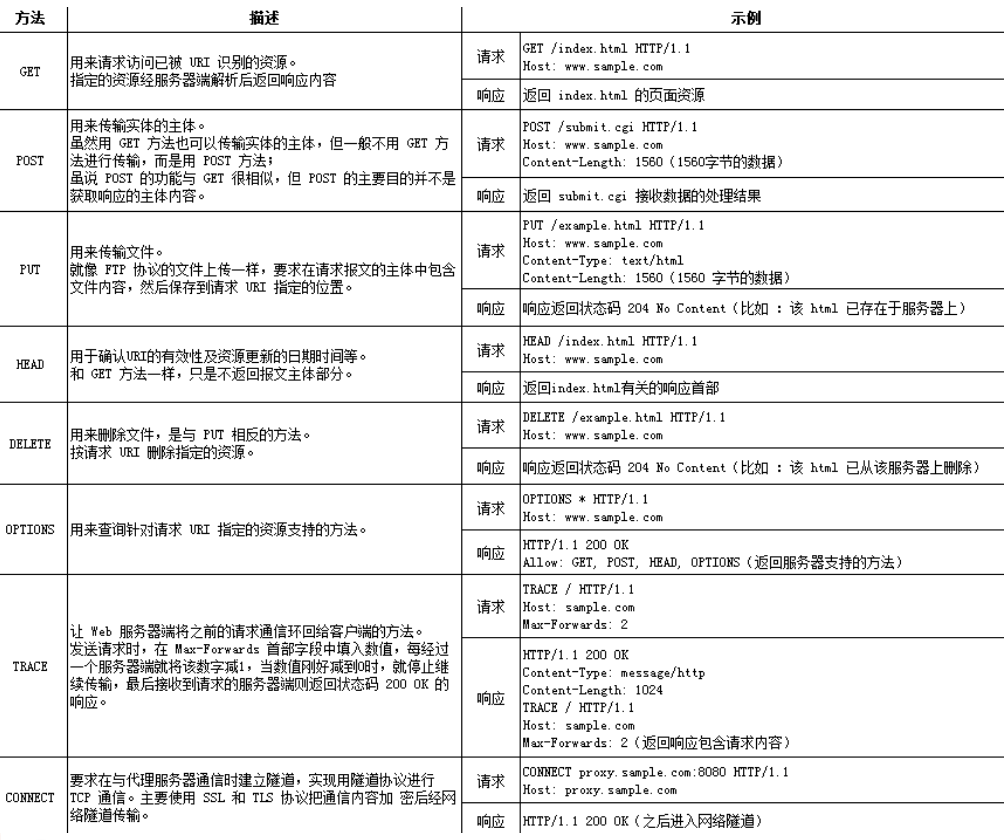 方法 描述 示例
GET
用来请求访问已被 URI 识别的资源。
指定的资源经服务器端解析后返回响应内容
请求
GET /index.html HTTP/1.1
Host: www.sample.com
响应
返回 index.html 的页面资源
POST
用来传输实体的主体。
虽然用 GET 方法也可以传输实体的主体，但一般不用 GET 方
法进行传输，而是用 POST 方法；
虽说 POST 的功能与 GET 很相似，但 POST 的主要目的并不是
获取响应的主体内容。
请求
POST /submit.cgi HTTP/1.1
Host: www.sample.com
Content-Length: 1560（1560字节的数据）
响应
返回 submit.cgi 接收数据的处理结果
PUT
用来传输文件。
就像 FTP 协议的文件上传一样，要求在请求报文的主体中包含
文件内容，然后保存到请求 URI 指定的位置。
请求
PUT /example.html HTTP/1.1
Host: www.sample.com
Content-Type: text/html
Content-Length: 1560（1560 字节的数据）
响应
响应返回状态码 204 No Content（比如 ：该 html 已存在于服务器上）
HEAD
用于确认URI的有效性及资源更新的日期时间等。
和 GET 方法一样，只是不返回报文主体部分。
请求
HEAD /index.html HTTP/1.1
Host: www.sample.com
响应
返回index.html有关的响应首部
DELETE
用来删除文件，是与 PUT 相反的方法。
按请求 URI 删除指定的资源。
请求
DELETE /example.html HTTP/1.1
Host: www.sample.com
响应
响应返回状态码 204 No Content（比如 ：该 html 已从该服务器上删除）
OPTIONS
用来查询针对请求 URI 指定的资源支持的方法。
请求
OPTIONS * HTTP/1.1
Host: www.sample.com
响应
HTTP/1.1 200 OK
Allow: GET, POST, HEAD, OPTIONS（返回服务器支持的方法）
TRACE
让 Web 服务器端将之前的请求通信环回给客户端的方法。
发送请求时，在 Max-Forwards 首部字段中填入数值，每经过
一个服务器端就将该数字减1，当数值刚好减到0时，就停止继
续传输，最后接收到请求的服务器端则返回状态码 200 OK 的
响应。
请求
TRACE / HTTP/1.1
Host: sample.com
Max-Forwards: 2
响应
HTTP/1.1 200 OK
Content-Type: message/http
Content-Length: 1024
TRACE / HTTP/1.1
Host: sample.com
Max-Forwards: 2（返回响应包含请求内容）
CONNECT
要求在与代理服务器通信时建立隧道，实现用隧道协议进行
TCP 通信。主要使用 SSL 和 TLS 协议把通信内容加 密后经网
络隧道传输。
请求
CONNECT proxy.sample.com:8080 HTTP/1.1
Host: proxy.sample.com
响应
HTTP/1.1 200 OK（之后进入网络隧道）